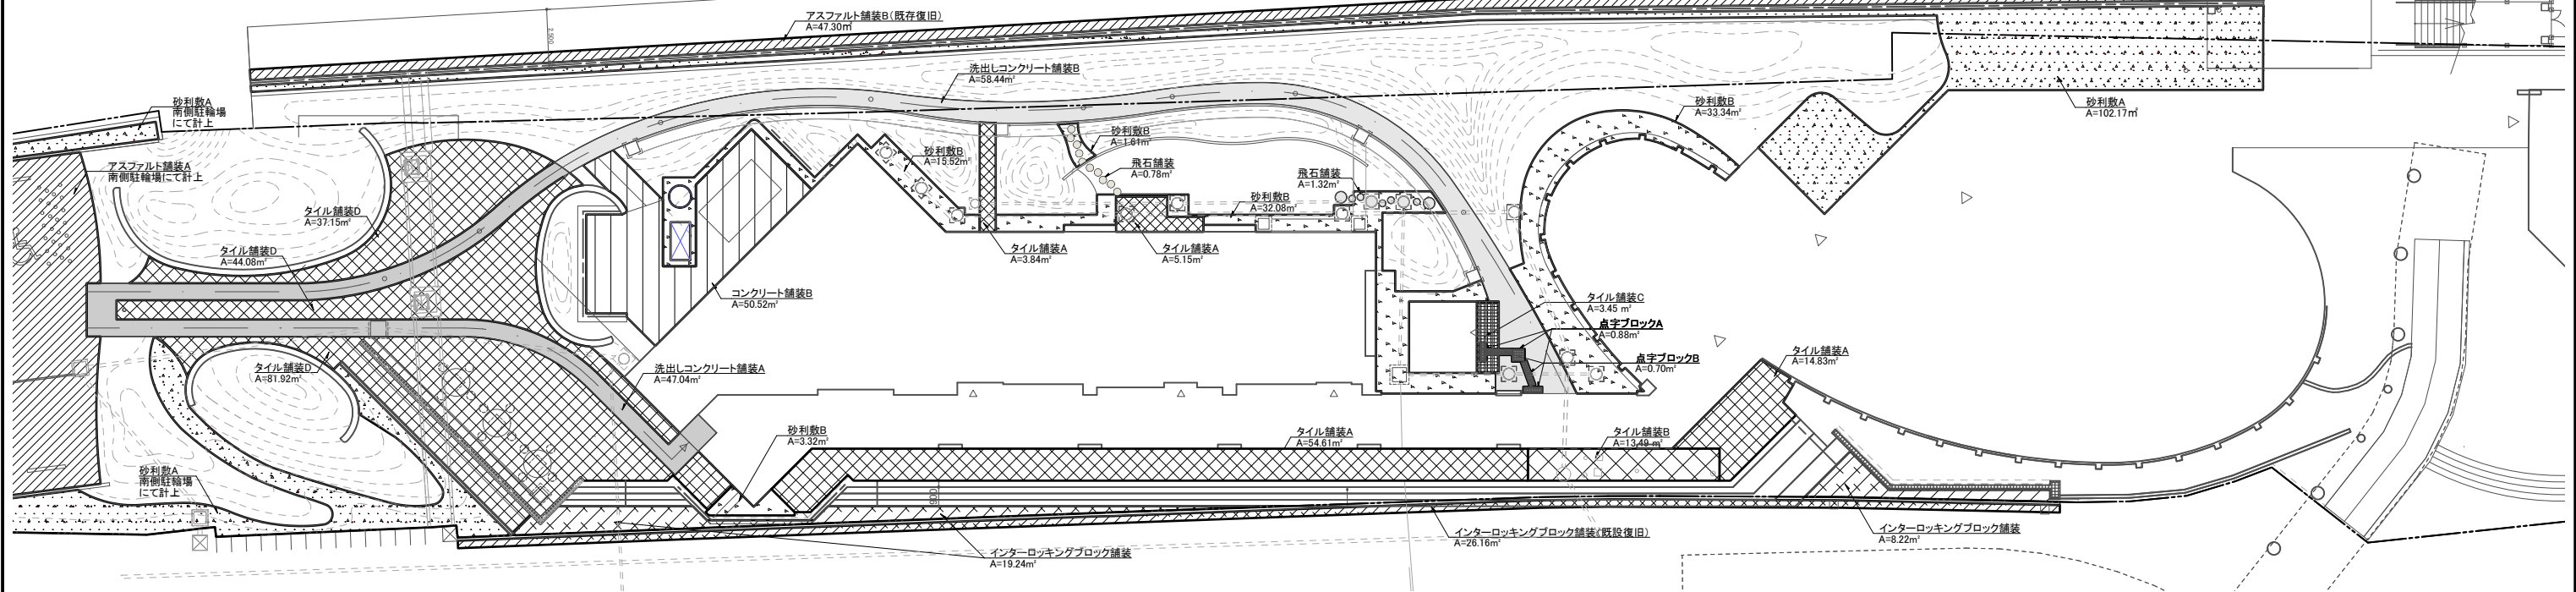 アスファルト舗装B(既存復旧)
A=47.30㎡
2,500
洗出しコンクリート舗装B
A=58.44㎡
砂利敷A
南側駐輪場
にて計上
砂利敷B
A=33.34㎡
砂利敷A
A=102.17㎡
砂利敷B
A=1.61㎡
砂利敷B
A=15.52㎡
アスファルト舗装A
南側駐輪場にて計上
飛石舗装
A=0.78㎡
飛石舗装
A=1.32㎡
砂利敷B
A=32.08㎡
タイル舗装D
A=37.15㎡
タイル舗装D
A=44.08㎡
タイル舗装A
A=3.84㎡
タイル舗装A
A=5.15㎡
コンクリート舗装B
A=50.52㎡
タイル舗装C
A=3.45㎡
点字ブロックA
A=0.88㎡
点字ブロックB
A=0.70㎡
タイル舗装A
A=14.83㎡
タイル舗装D
A=81.92㎡
洗出しコンクリート舗装A
A=47.04㎡
砂利敷B
A=3.32㎡
タイル舗装A
A=54.61㎡
タイル舗装B
A=13.49㎡
砂利敷A
南側駐輪場
にて計上
900
インターロッキングブロック舗装(既設復旧)
A=26.16㎡
インターロッキングブロック舗装
A=8.22㎡
インターロッキングブロック舗装
A=19.24㎡